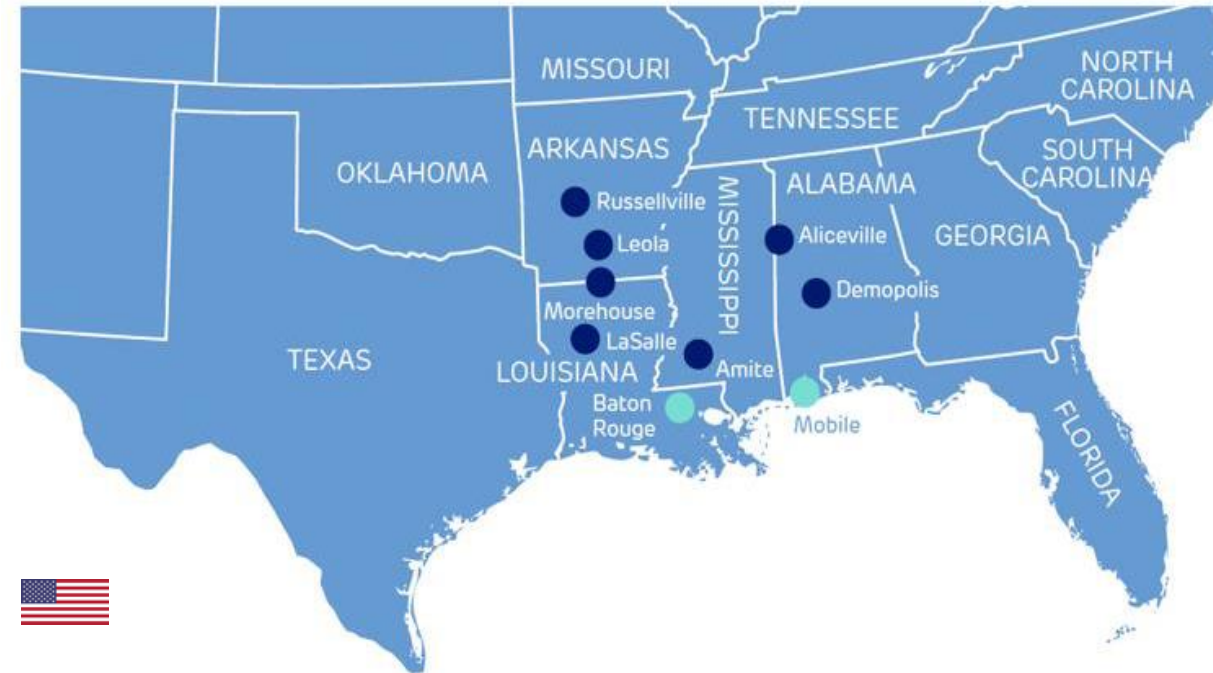 MISSOURI
NORTH
CAROLINA
TENNESSEE
ARKANSAS
SOUTH
CAROLINA
OKLAHOMA
MISSISSIPPI
ALABAMA
Russellville
Leola
Aliceville
GEORGIA
Demopolis
Morehouse
LaSalle
TEXAS
LOUISIANA
Amite
Baton
Rouge
Mobile
FLORIDA